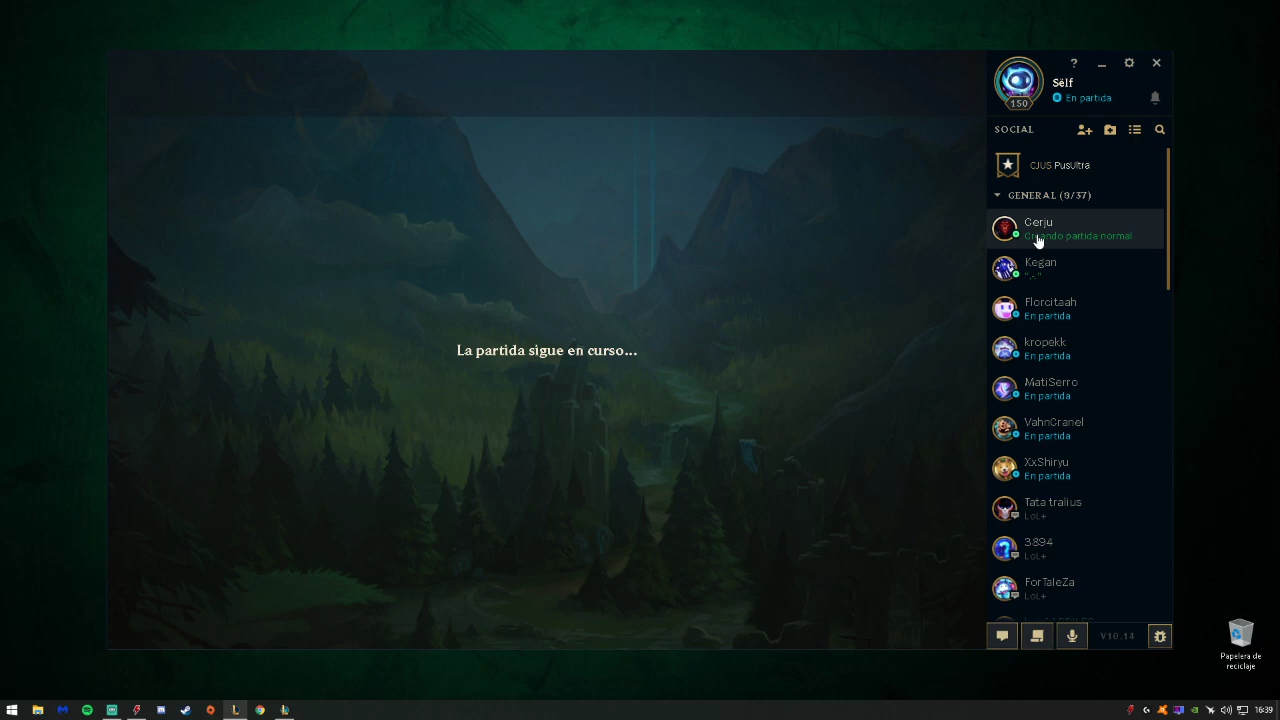 ?
Sëlf
150
En partida
SOCIAL
CJUS PusUltra
GENERAL (9/37)
Cerju
Creando partida normal
Kegan
".-."
Florcitaah
En partida
kropekk
En partida
MatiSerro
En partida
VahnCranel
En partida
XxShiryu
En partida
Tata tralius
LoL+
3894
LoL+
ForTaleZa
LoL+
La partida sigue en curso...
V10.14
Papelera de
reciclaje
16:39